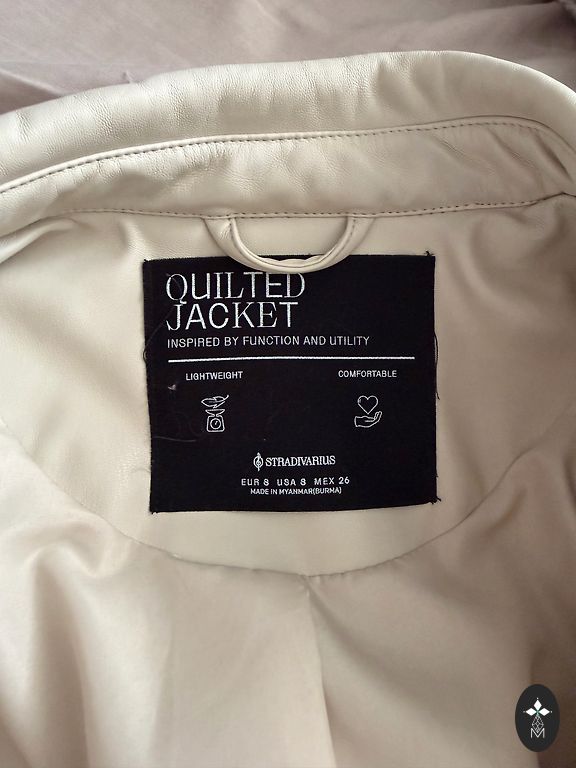 QUILTED
JACKET
INSPIRED BY FUNCTION AND UTILITY
LIGHTWEIGHT COMFORTABLE
STRADIVARIUS
EUR S USA S MEX 26
MADE IN MYANMAR(BURMA)
M